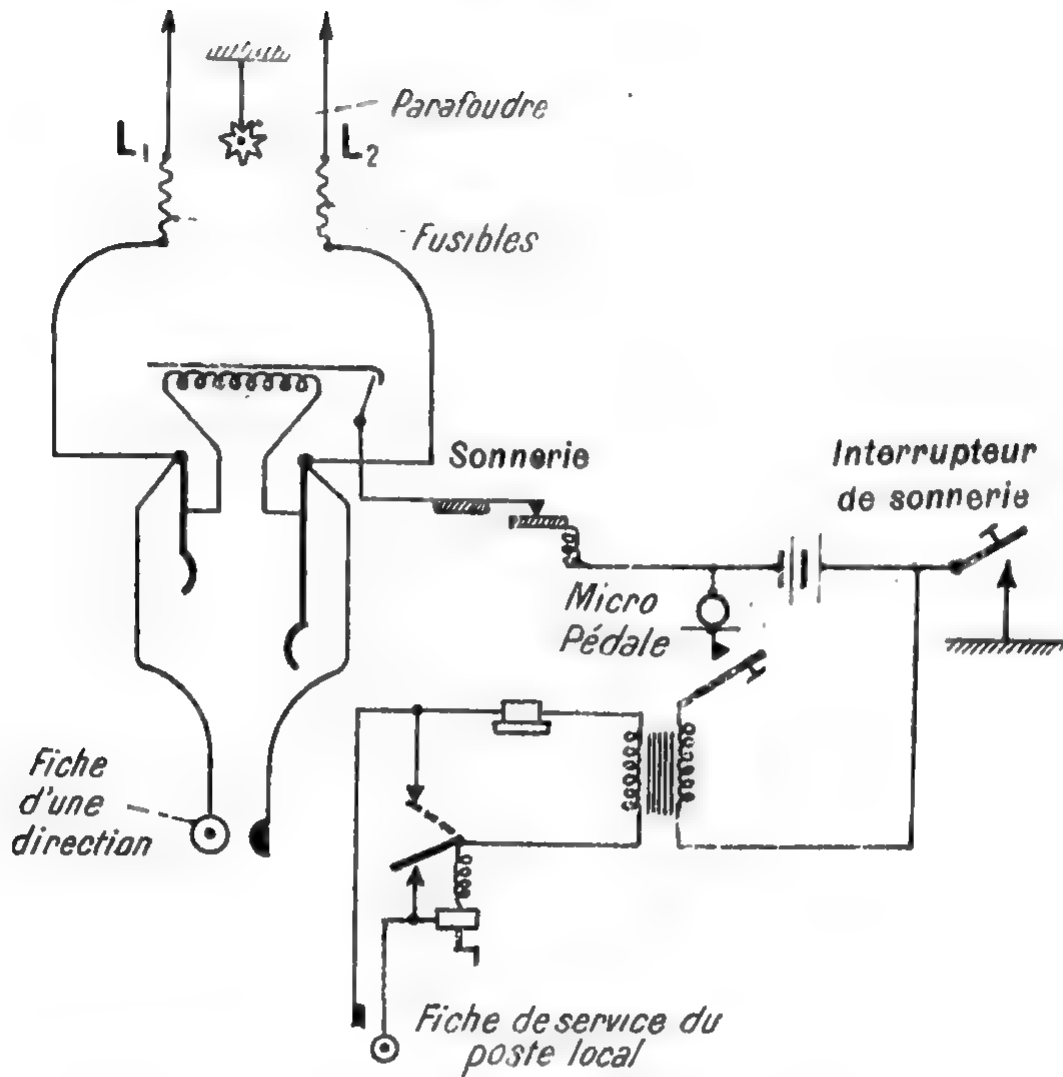 Parafoudre
L1
L2
Fusibles
Sonnerie
Interrupteur
de sonnerie
Micro
Pédale
Fiche
d'une
direction
Fiche de service du
poste local